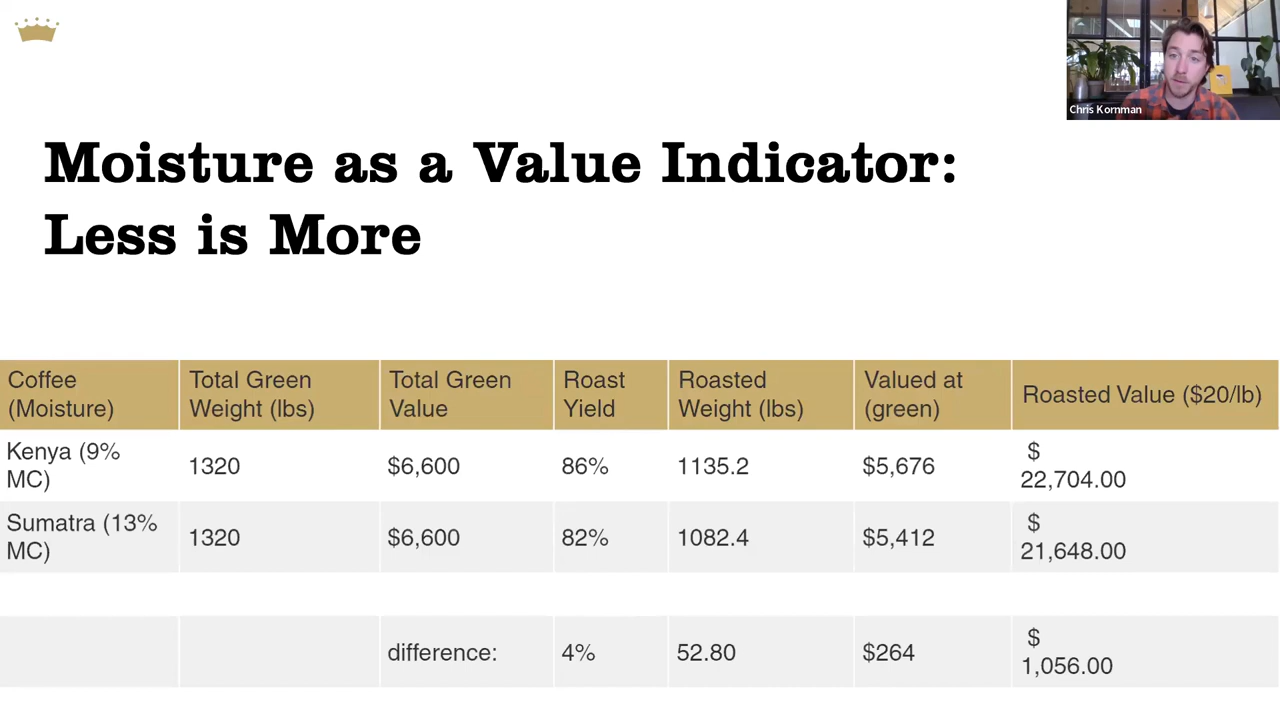 Chris Kornman
Moisture as a Value Indicator:
Less is More
Coffee (Moisture) Total Green Weight (lbs) Total Green Value Roast Yield Roasted Weight (lbs) Valued at (green) Roasted Value ($20/lb)
Kenya (9% MC) 1320 $6,600 86% 1135.2 $5,676 $ 22,704.00
Sumatra (13% MC) 1320 $6,600 82% 1082.4 $5,412 $ 21,648.00
difference: 4% 52.80 $264 $ 1,056.00